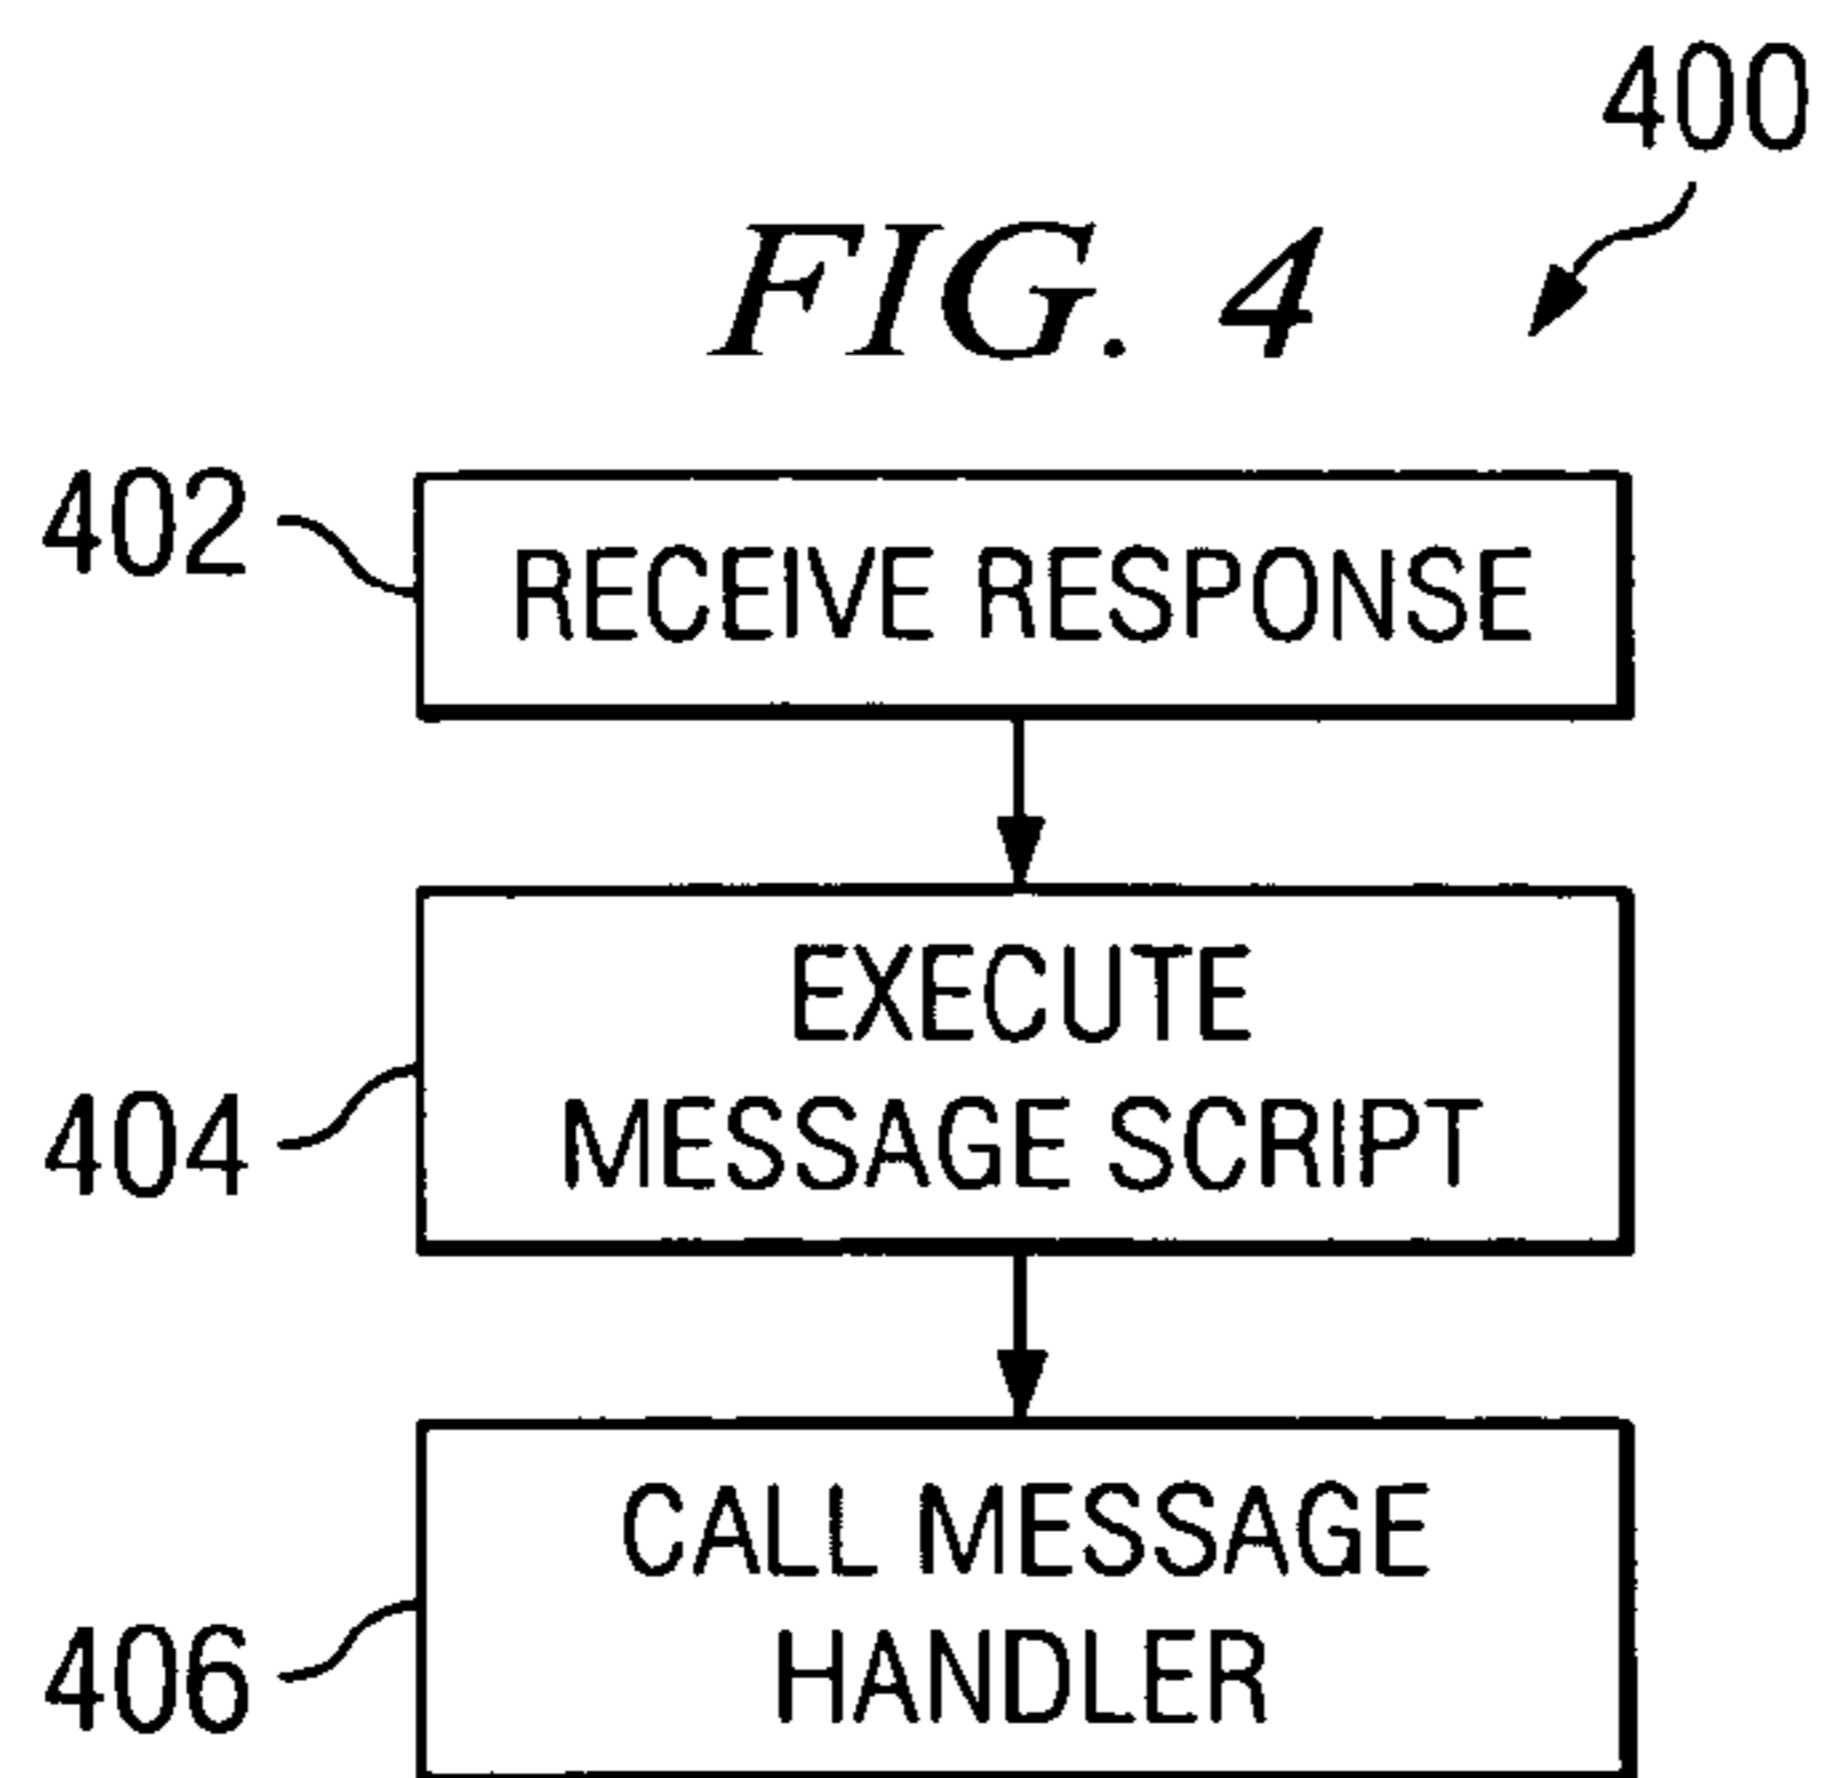 400
FIG. 4
402
RECEIVE RESPONSE
EXECUTE
MESSAGE SCRIPT
404
CALL MESSAGE
HANDLER
406